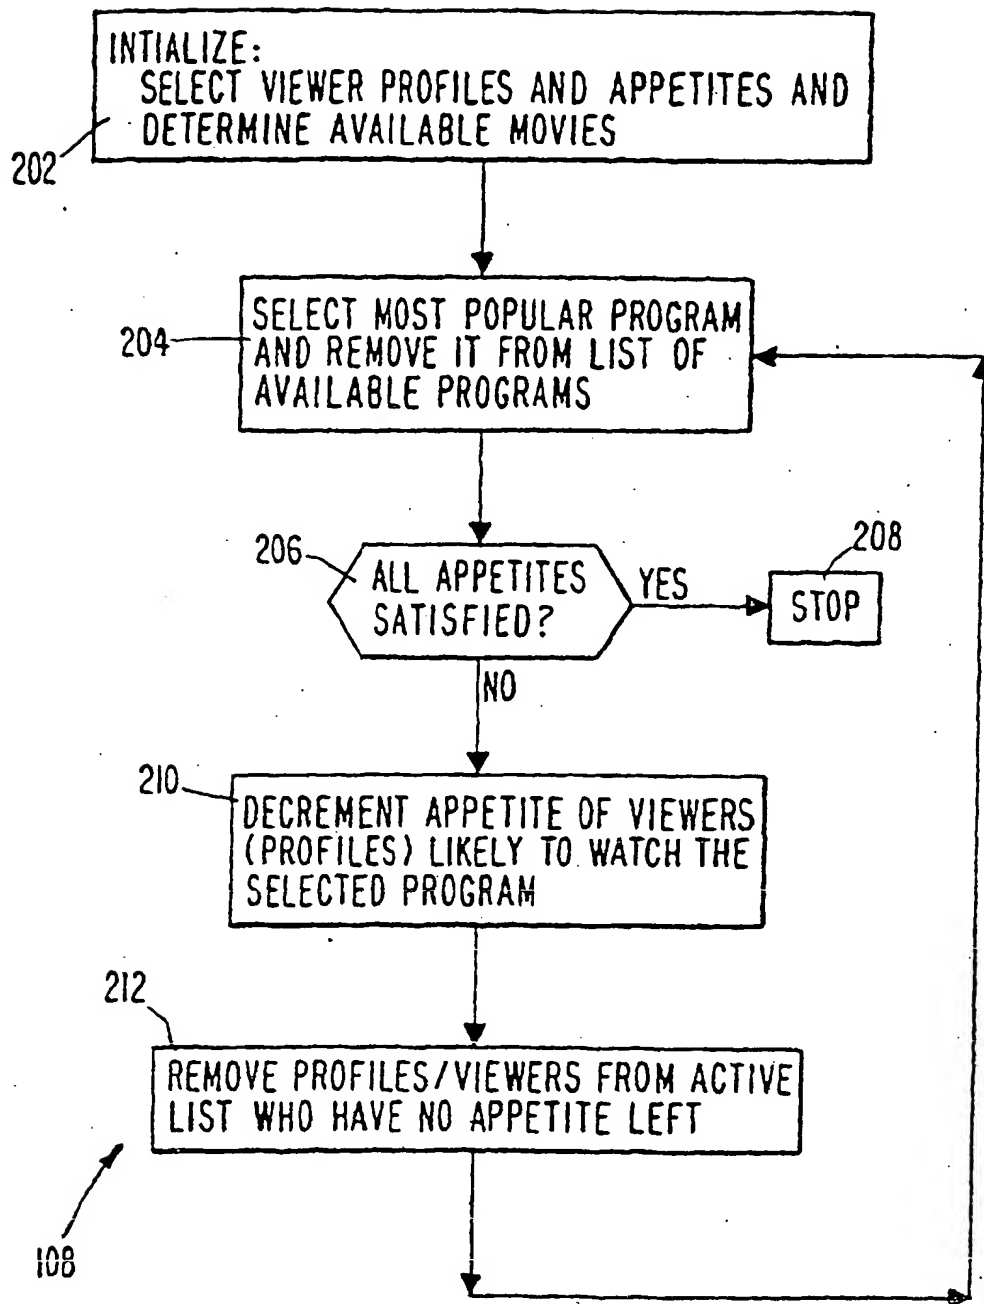 INTIALIZE:
SELECT VIEWER PROFILES AND APPETITES AND
DETERMINE AVAILABLE MOVIES
202
SELECT MOST POPULAR PROGRAM
AND REMOVE IT FROM LIST OF
AVAILABLE PROGRAMS
204
206
ALL APPETITES
SATISFIED?
YES
208
STOP
NO
210
DECREMENT APPETITE OF VIEWERS
(PROFILES) LIKELY TO WATCH THE
SELECTED PROGRAM
212
REMOVE PROFILES/VIEWERS FROM ACTIVE
LIST WHO HAVE NO APPETITE LEFT
108